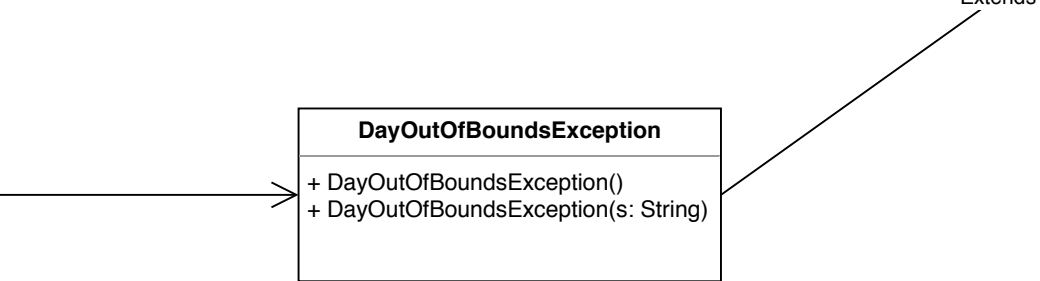 Extends
DayOutOfBoundsException
+ DayOutOfBoundsException()
+ DayOutOfBoundsException(s: String)